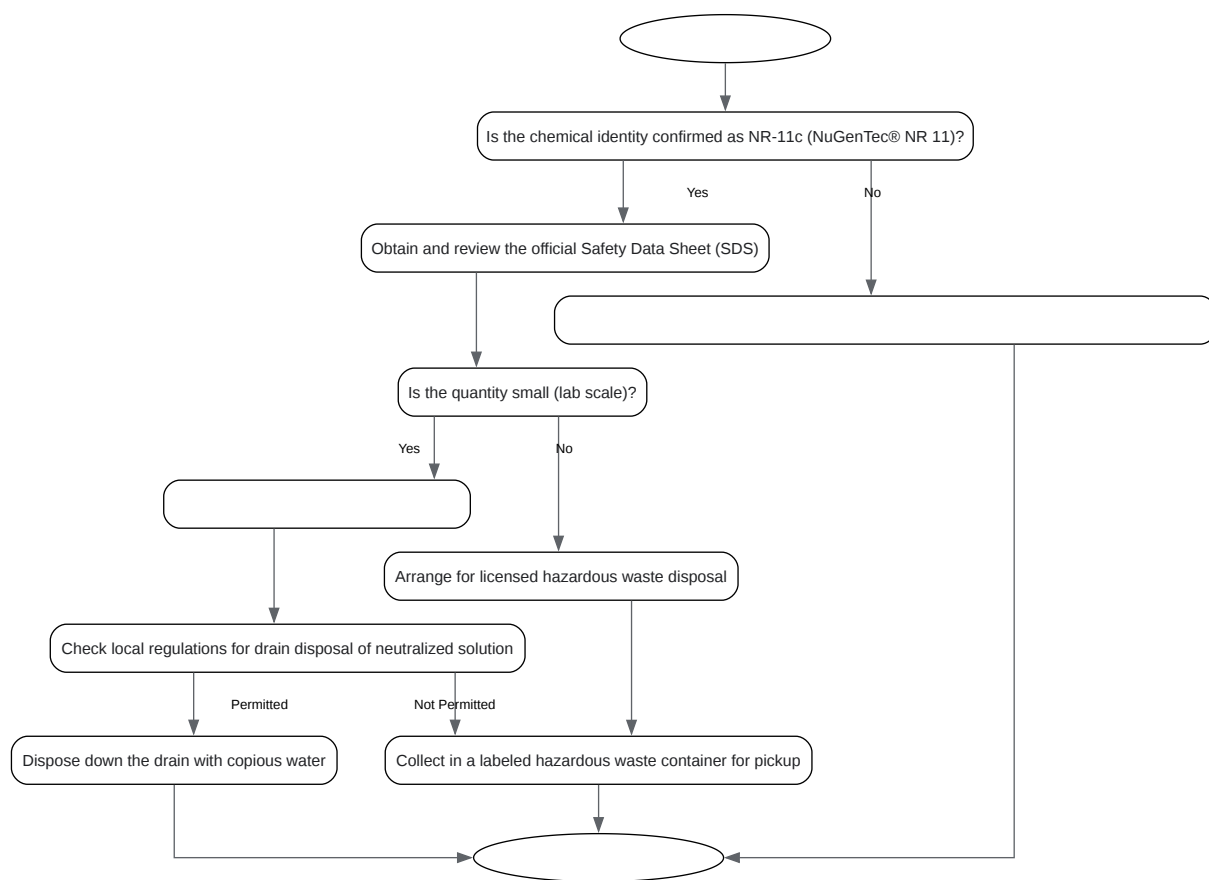 Is the chemical identity confirmed as NR-11c (NuGenTec® NR 11)?
Yes
No
Obtain and review the official Safety Data Sheet (SDS)
Is the quantity small (lab scale)?
Yes
No
Arrange for licensed hazardous waste disposal
Check local regulations for drain disposal of neutralized solution
Permitted
Not Permitted
Dispose down the drain with copious water
Collect in a labeled hazardous waste container for pickup